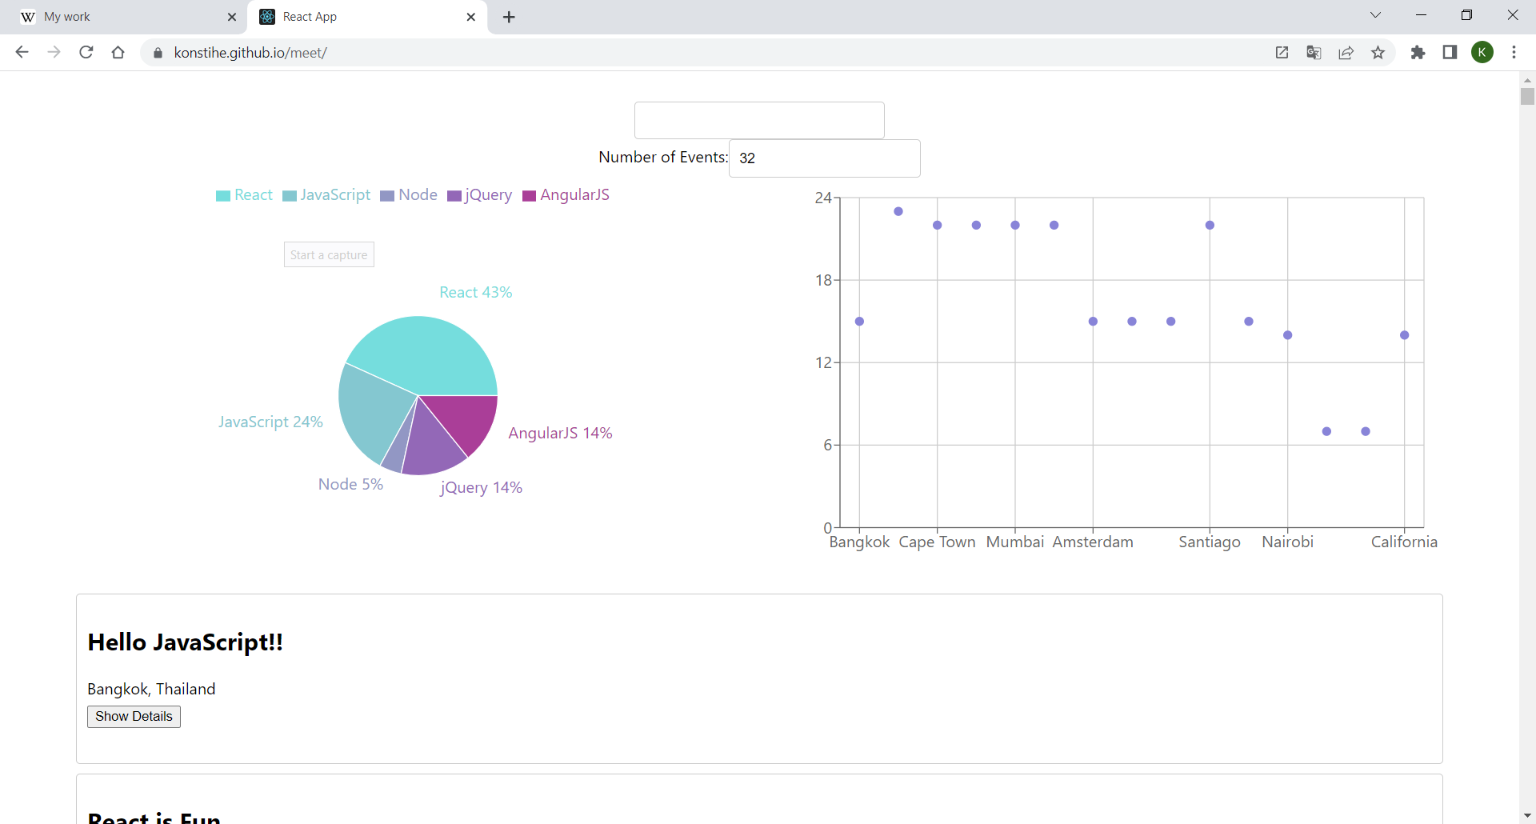 W My work
React App
konstihe.github.io/meet/
K
Number of Events: 32
React JavaScript Node jQuery AngularJS
Start a capture
React 43%
JavaScript 24%
AngularJS 14%
Node 5%
jQuery 14%
24
18
12
6
0
Bangkok Cape Town Mumbai Amsterdam Santiago Nairobi California
Hello JavaScript!!
Bangkok, Thailand
Show Details
React is Fun